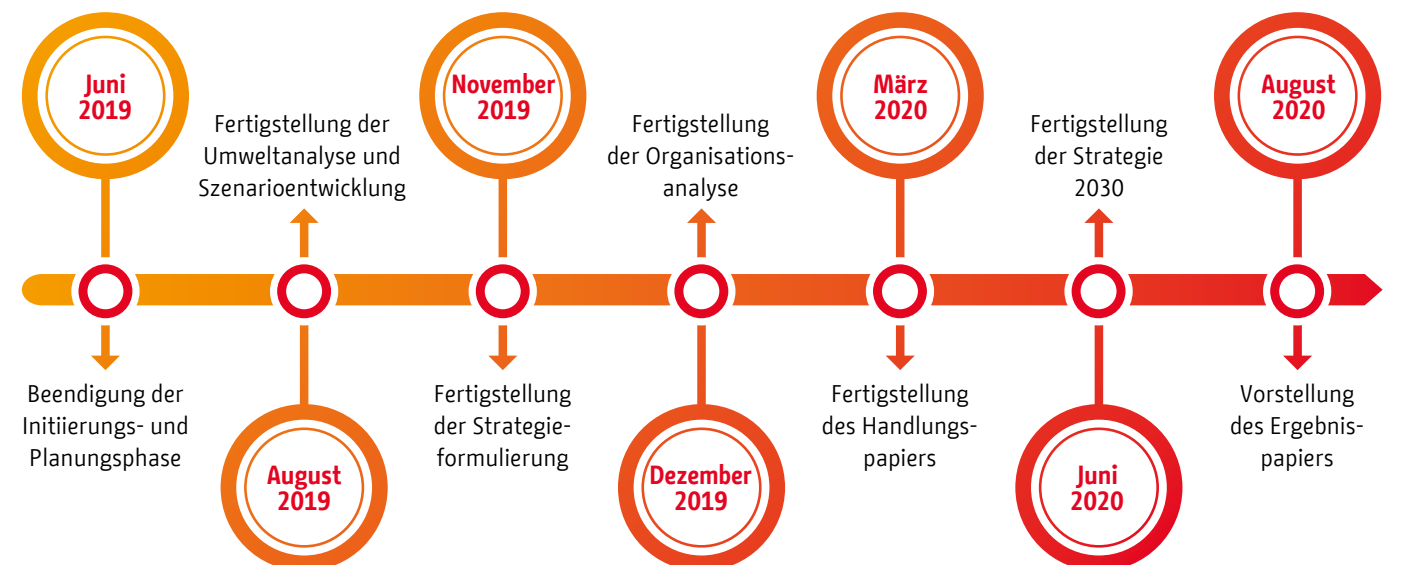 Juni
2019
Beendigung der
Initiierungs- und
Planungsphase
Fertigstellung der
Umweltanalyse und
Szenarioentwicklung
August
2019
November
2019
Fertigstellung
der Strategie-
formulierung
Fertigstellung
der Organisations-
analyse
Dezember
2019
März
2020
Fertigstellung
des Handlungs-
papiers
Fertigstellung
der Strategie
2030
Juni
2020
August
2020
Vorstellung
des Ergebnis-
papiers